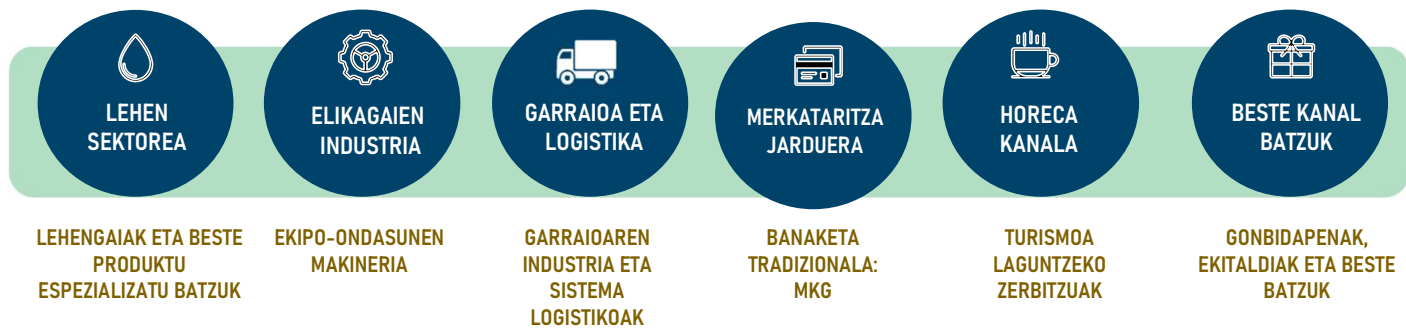 LEHEN
SEKTOREA
ELIKAGAIEN
INDUSTRIA
GARRAIOA ETA
LOGISTIKA
MERKATARITZA
JARDUERA
HORECA
KANALA
BESTE KANAL
BATZUK
LEHENGAIAK ETA BESTE
PRODUKTU
ESPEZIALIZATU BATZUK
EKIPO-ONDASUNEN
MAKINERIA
GARRAIOAREN
INDUSTRIA ETA
SISTEMA
LOGISTIKOAK
BANAKETA
TRADIZIONALA:
MKG
TURISMOA
LAGUNTZEKO
ZERBITZUAK
GONBIDAPENAK,
EKITALDIAK ETA BESTE
BATZUK